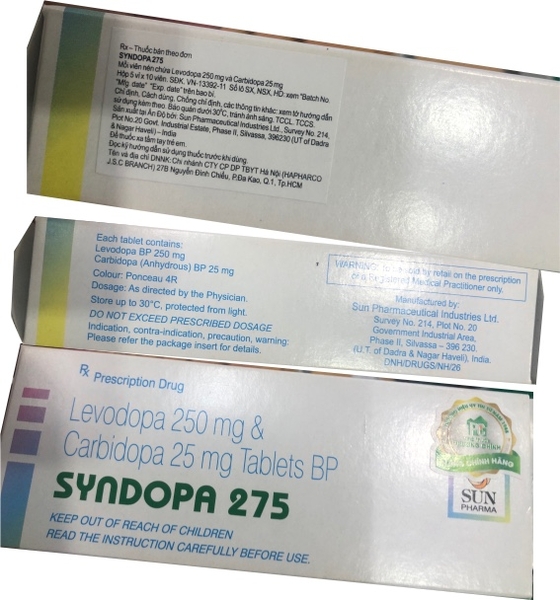 Rx – Thuốc bán theo đơn
SYNDOPA 275
Mỗi viên nén chứa Levodopa 250 mg và Carbidopa 25 mg
Hộp 5 vỉ x 10 viên. SĐK. VN-13392-11 Số lô SX, NSX, HD: xem "Batch No
"Mfg. date" "Exp. date" trên bao bì.
Chỉ định, Cách dùng, Chống chỉ định, các thông tin khác: xem tờ hướng dẫn
sử dụng kèm theo. Bảo quản dưới 30°C, tránh ánh sáng. TCCL. TCCS.
Sản xuất tại Ấn Độ bởi: Sun Pharmaceutical Industries Ltd., Survey No. 214,
Plot No.20 Govt. Industrial Estate, Phase II, Silvassa, 396230 (UT of Dadra
& Nagar Haveli) – India
Để thuốc xa tầm tay trẻ em.
Đọc kỹ hướng dẫn sử dụng thuốc trước khi dùng.
Tên và địa chỉ DNNK: Chi nhánh CTY CP DP TBYT Hà Nội (HAPHARCO
J.S.C BRANCH) 27B Nguyễn Đình Chiểu, P.Đa Kao, Q.1, Tp.HCM
Each tablet contains:
Levodopa BP 250 mg
Carbidopa (Anhydrous) BP 25 mg
Colour: Ponceau 4R
Dosage: As directed by the Physician.
Store up to 30°C, protected from light.
DO NOT EXCEED PRESCRIBED DOSAGE
Indication, contra-indication, precaution, warning:
Please refer the package insert for details.
WARNING: To be sold by retail on the prescription
of a Registered Medical Practitioner only.
Manufactured by:
Sun Pharmaceutical Industries Ltd.
Survey No. 214, Plot No. 20
Government Industrial Area,
Phase II, Silvassa – 396 230.
(U.T. of Dadra & Nagar Haveli), India.
DNH/DRUGS/NH/26
Rx Prescription Drug
Levodopa 250 mg &
Carbidopa 25 mg Tablets BP
SYNDOPA 275
KEEP OUT OF REACH OF CHILDREN
READ THE INSTRUCTION CAREFULLY BEFORE USE.
CHÍNH HÃNG
SUN
PHARMA